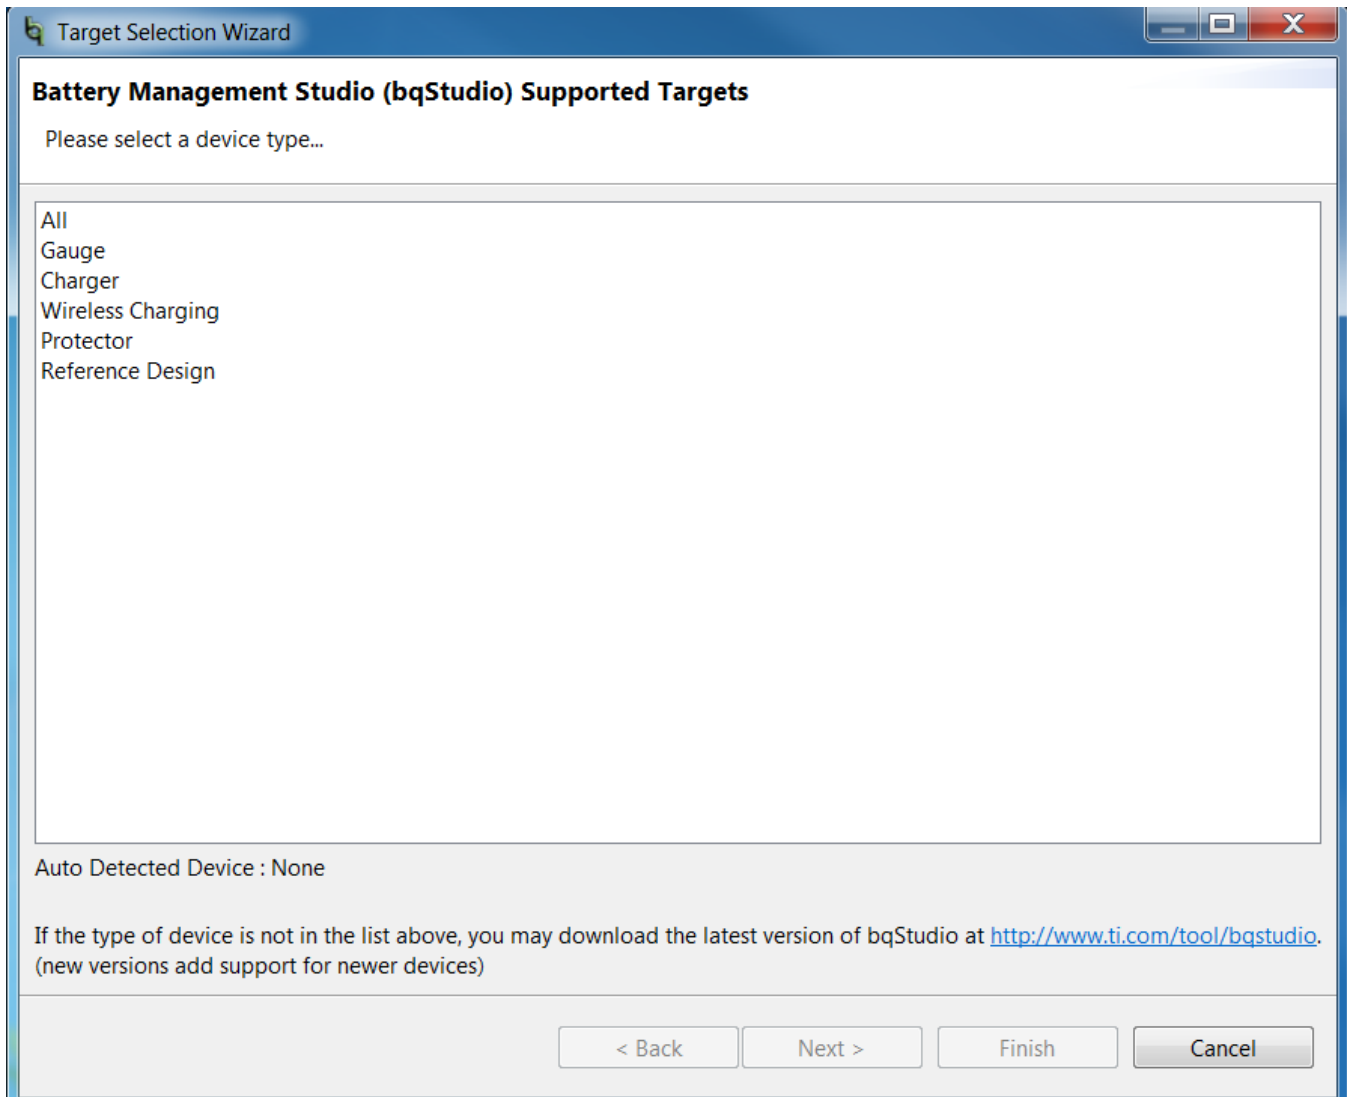 Target Selection Wizard
Battery Management Studio (bqStudio) Supported Targets
Please select a device type...
All
Gauge
Charger
Wireless Charging
Protector
Reference Design
Auto Detected Device : None
If the type of device is not in the list above, you may download the latest version of bqStudio at http://www.ti.com/tool/bqstudio.
(new versions add support for newer devices)
< Back
Next >
Finish
Cancel